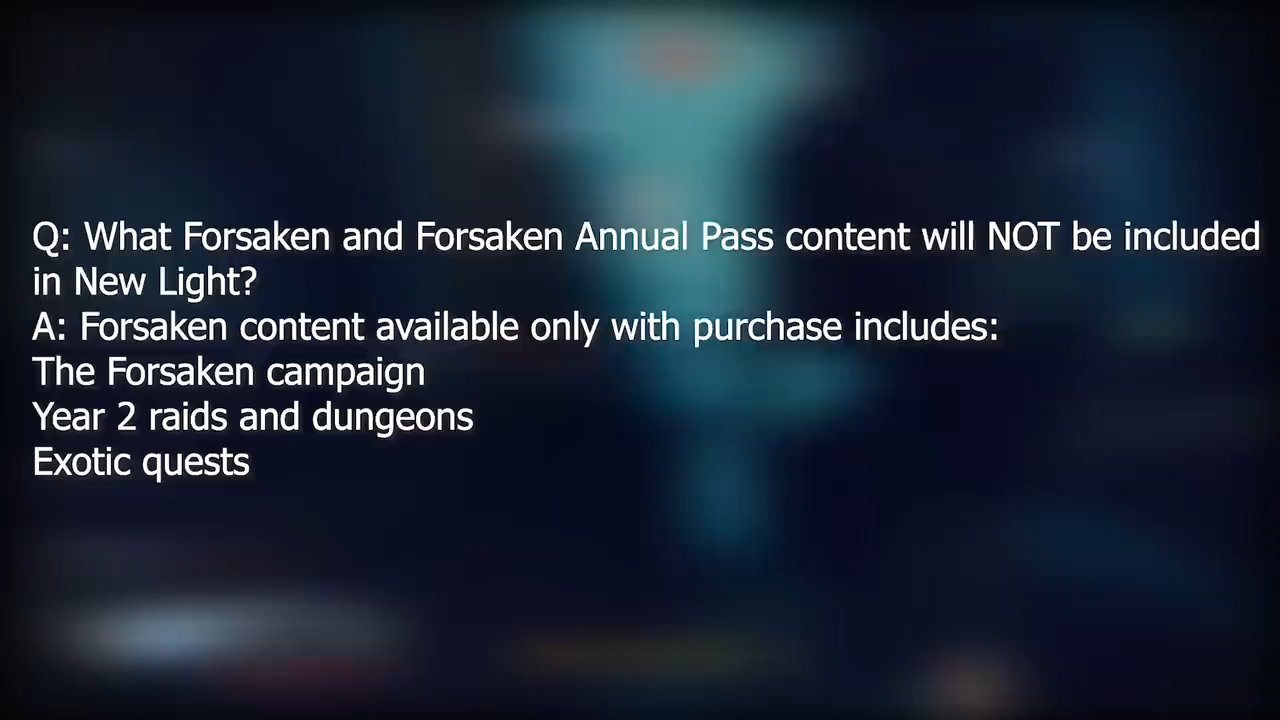 Q: What Forsaken and Forsaken Annual Pass content will NOT be included
in New Light?
A: Forsaken content available only with purchase includes:
The Forsaken campaign
Year 2 raids and dungeons
Exotic quests